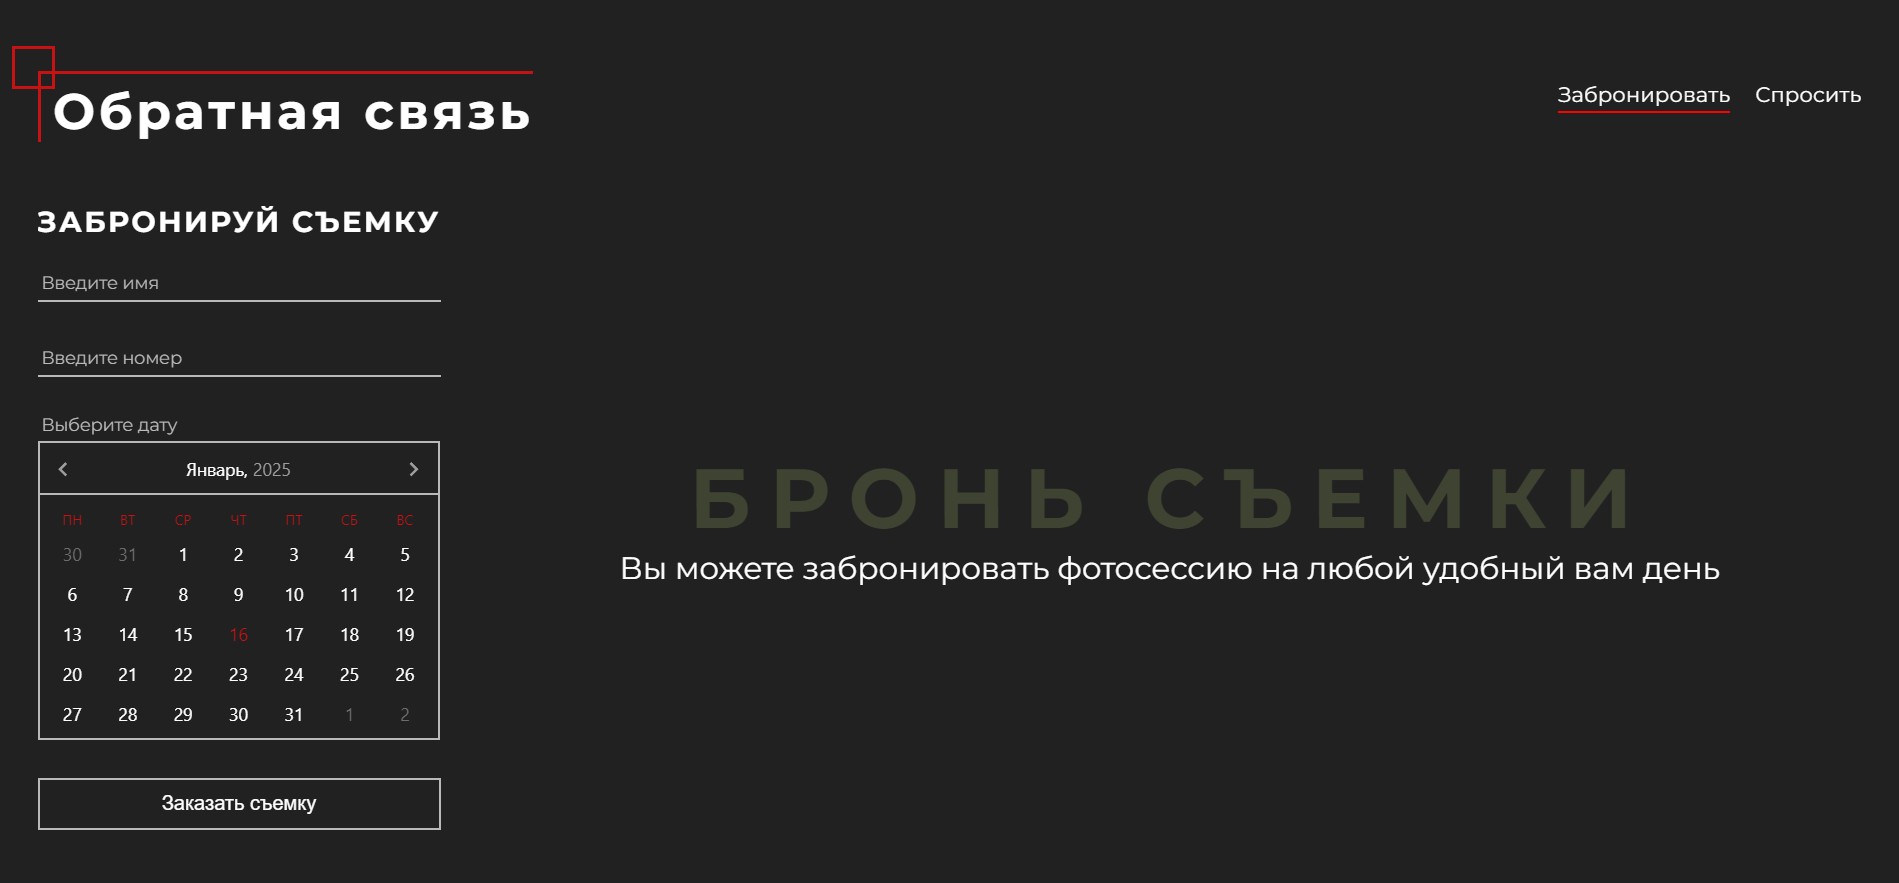 Обратная связь
Забронировать Спросить
ЗАБРОНИРУЙ СЪЕМКУ
Введите имя
Введите номер
Выберите дату
Январь, 2025
ПН ВТ СР ЧТ ПТ СБ ВС
30 31 1 2 3 4 5
6 7 8 9 10 11 12
13 14 15 16 17 18 19
20 21 22 23 24 25 26
27 28 29 30 31 1 2
Заказать съемку
БРОНЬ СЪЕМКИ
Вы можете забронировать фотосессию на любой удобный вам день